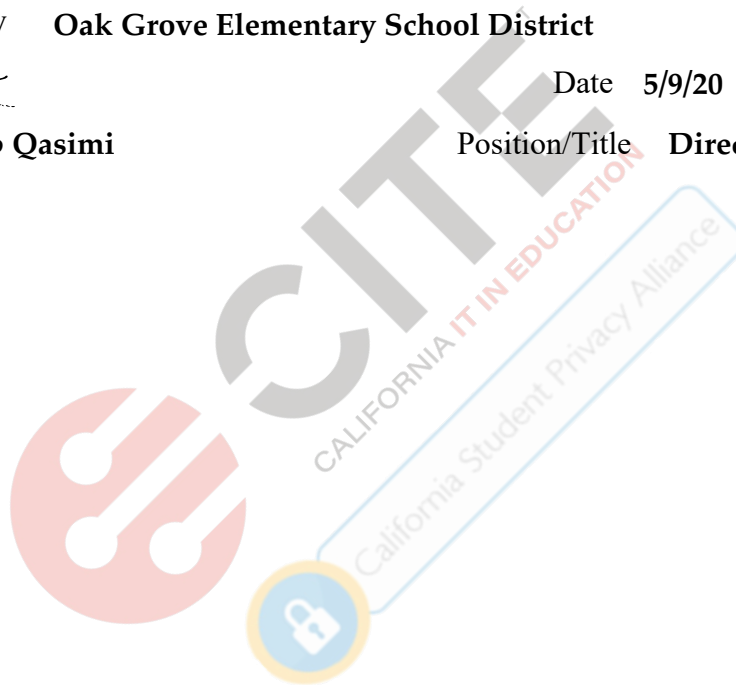 Oak Grove Elementary School District
Date 5/9/20
Qasimi Position/Title
CITE
CALIFORNIA IT IN EDUCATION
California Student Privacy Alliance